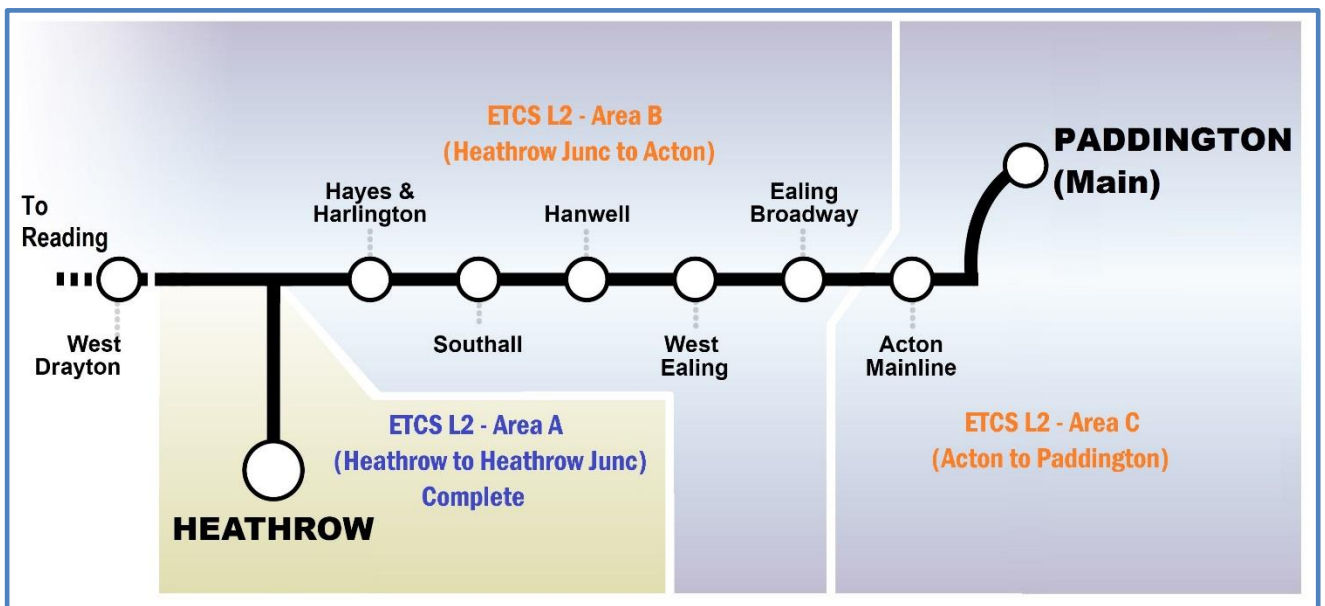 ETCS L2 - Area B
(Heathrow Junc to Acton)
PADDINGTON
(Main)
To
Reading
Hayes &
Harlington
Hanwell
Ealing
Broadway
West
Drayton
Southall
West
Ealing
Acton
Mainline
ETCS L2 - Area A
(Heathrow to Heathrow Junc)
Complete
ETCS L2 - Area C
(Acton to Paddington)
HEATHROW